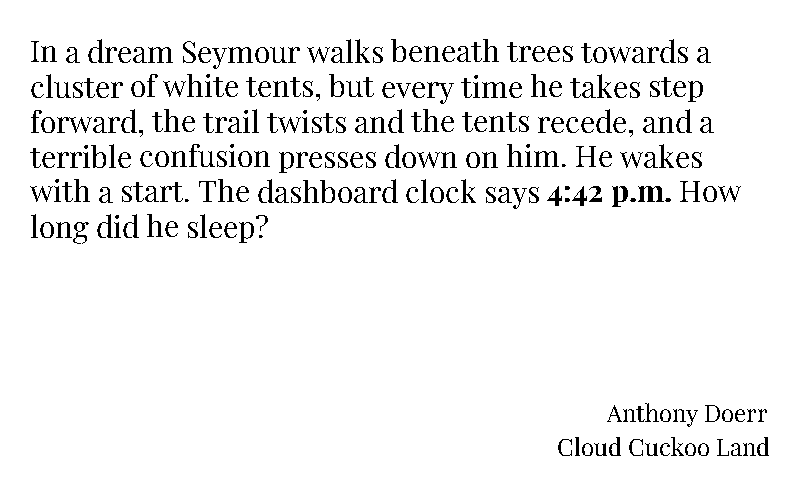 In a dream Seymour walks beneath trees towards a
cluster of white tents, but every time he takes step
forward, the trail twists and the tents recede, and a
terrible confusion presses down on him. He wakes
with a start. The dashboard clock says 4:42 p.m. How
long did he sleep?
Anthony Doerr
Cloud Cuckoo Land